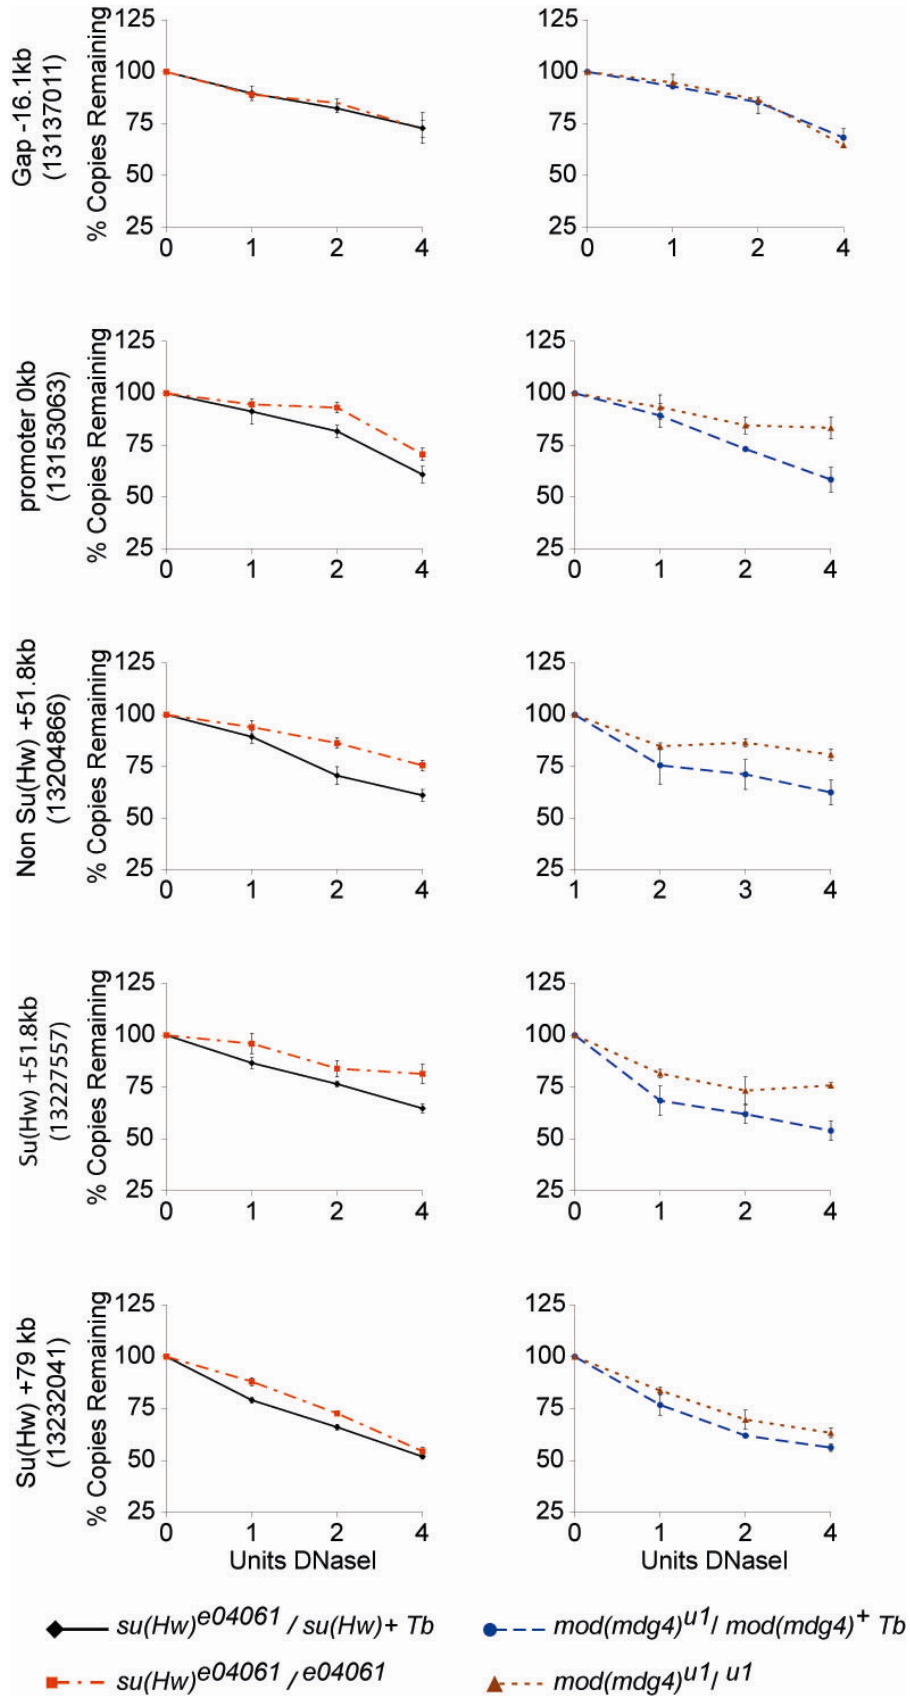 Gap -16.1kb
(13137011)
% Copies Remaining
125
100
75
50
25
0 1 2 4
125
100
75
50
25
0 1 2 4
promoter 0kb
(13153063)
% Copies Remaining
125
100
75
50
25
0 1 2 4
125
100
75
50
25
0 1 2 4
Non Su(Hw) +51.8kb
(13204866)
% Copies Remaining
125
100
75
50
25
0 1 2 4
125
100
75
50
25
1 2 3 4
Su(Hw) +51.8kb
(13227557)
% Copies Remaining
125
100
75
50
25
0 1 2 4
125
100
75
50
25
0 1 2 4
Su(Hw) +79 kb
(13232041)
% Copies Remaining
125
100
75
50
25
0 1 2 4
Units DNaseI
125
100
75
50
25
0 1 2 4
Units DNaseI
su(Hw)e04061 / su(Hw)+ Tb
mod(mdg4)u1/ mod(mdg4)+ Tb
su(Hw)e04061 / e04061
mod(mdg4)u1/ u1